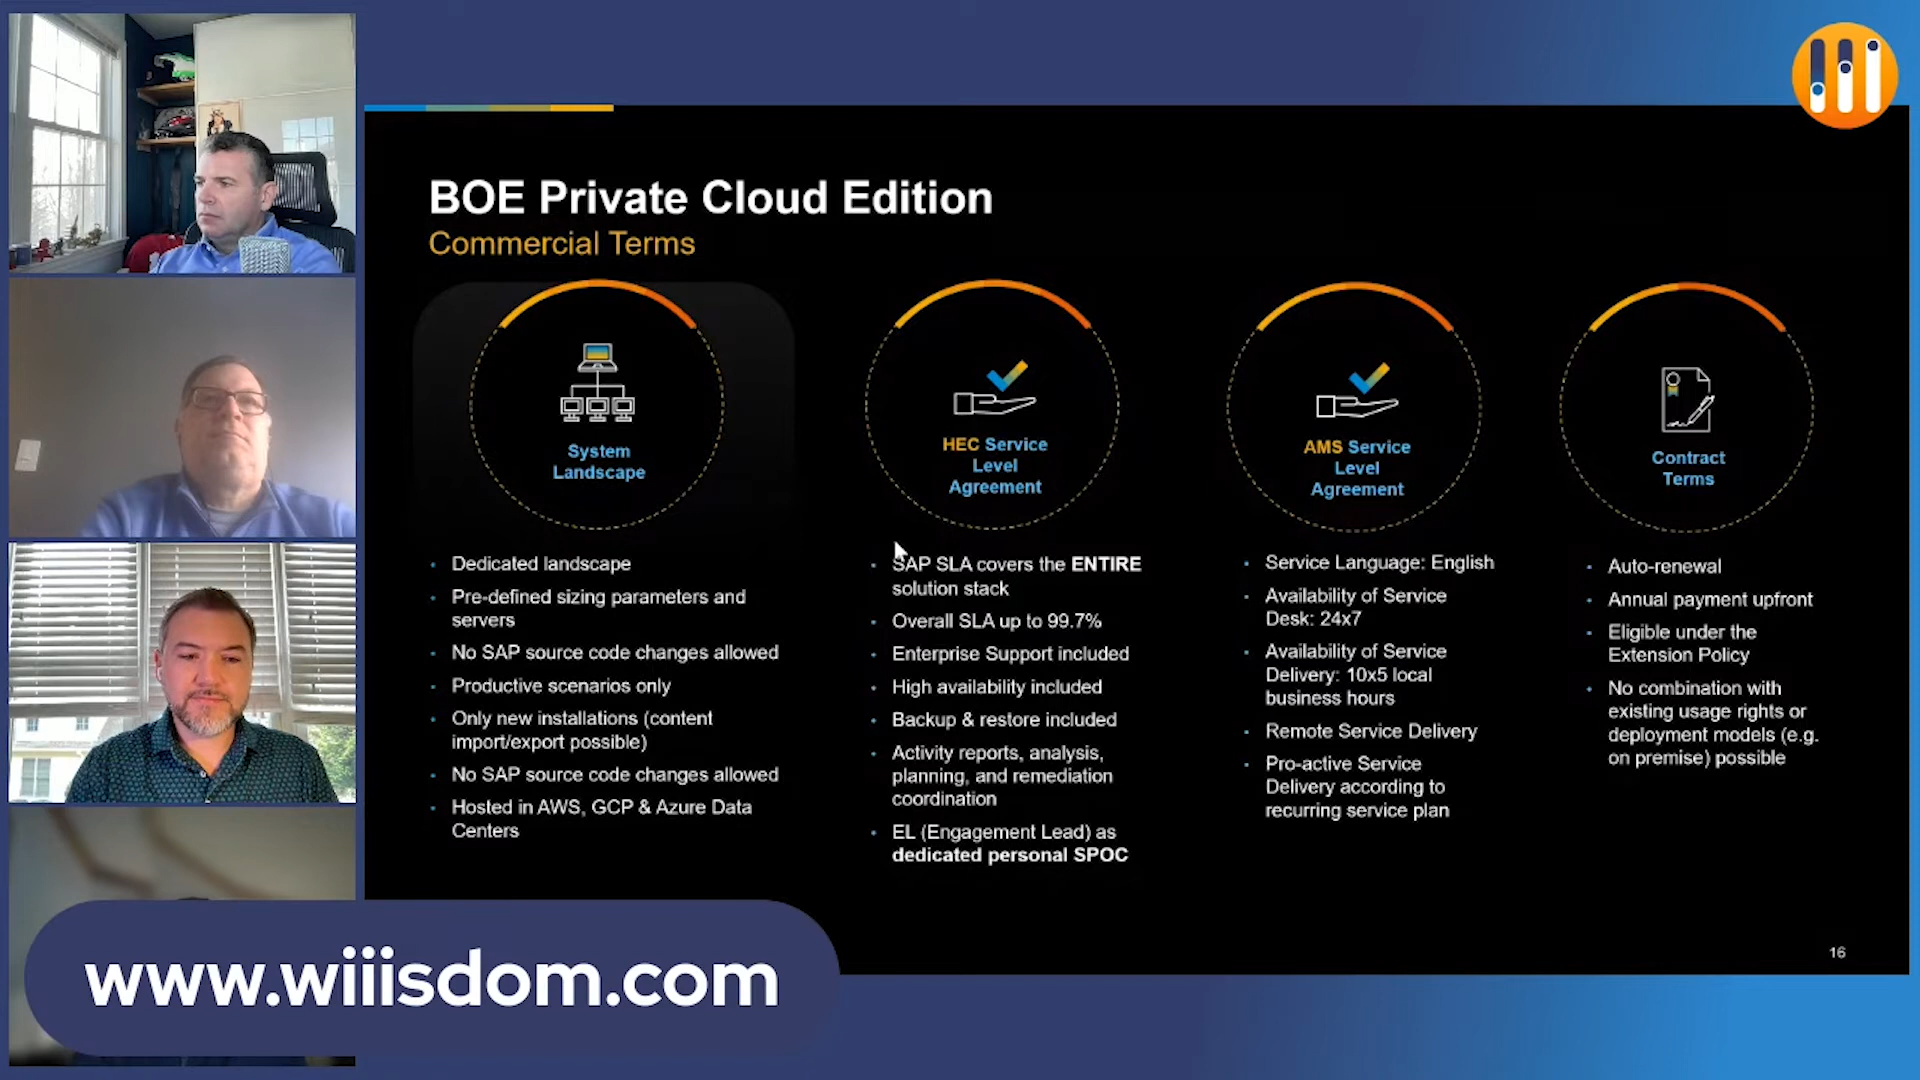 BOE Private Cloud Edition
Commercial Terms
System
Landscape
• Dedicated landscape
• Pre-defined sizing parameters and
servers
• No SAP source code changes allowed
• Productive scenarios only
• Only new installations (content
import/export possible)
• No SAP source code changes allowed
• Hosted in AWS, GCP & Azure Data
Centers
HEC Service
Level
Agreement
• SAP SLA covers the ENTIRE
solution stack
• Overall SLA up to 99.7%
• Enterprise Support included
• High availability included
• Backup & restore included
• Activity reports, analysis,
planning, and remediation
coordination
• EL (Engagement Lead) as
dedicated personal SPOC
AMS Service
Level
Agreement
• Service Language: English
• Availability of Service
Desk: 24x7
• Availability of Service
Delivery: 10x5 local
business hours
• Remote Service Delivery
• Pro-active Service
Delivery according to
recurring service plan
Contract
Terms
• Auto-renewal
• Annual payment upfront
• Eligible under the
Extension Policy
• No combination with
existing usage rights or
deployment models (e.g.
on premise) possible
16
www.wiiisdom.com